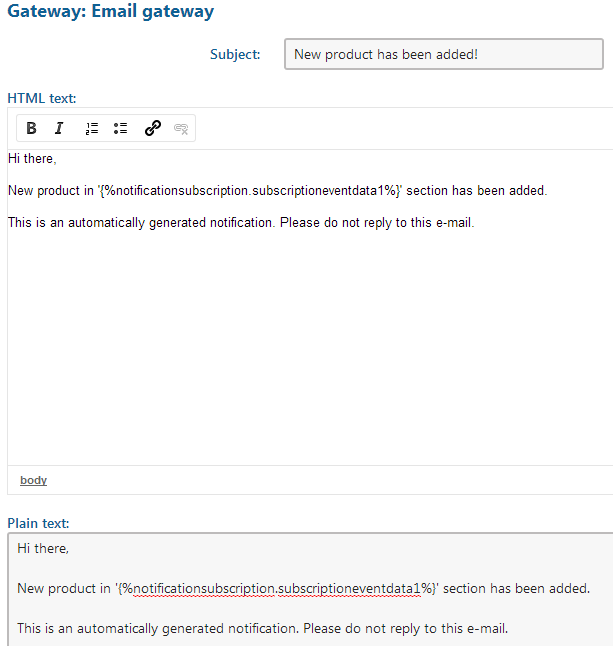 Gateway: Email gateway
Subject: New product has been added!
HTML text:
B I
Hi there,
New product in '{%notificationsubscription.subscriptioneventdata1%}' section has been added.
This is an automatically generated notification. Please do not reply to this e-mail.
body
Plain text:
Hi there,
New product in '{%notificationsubscription.subscriptioneventdata1%}' section has been added.
This is an automatically generated notification. Please do not reply to this e-mail.